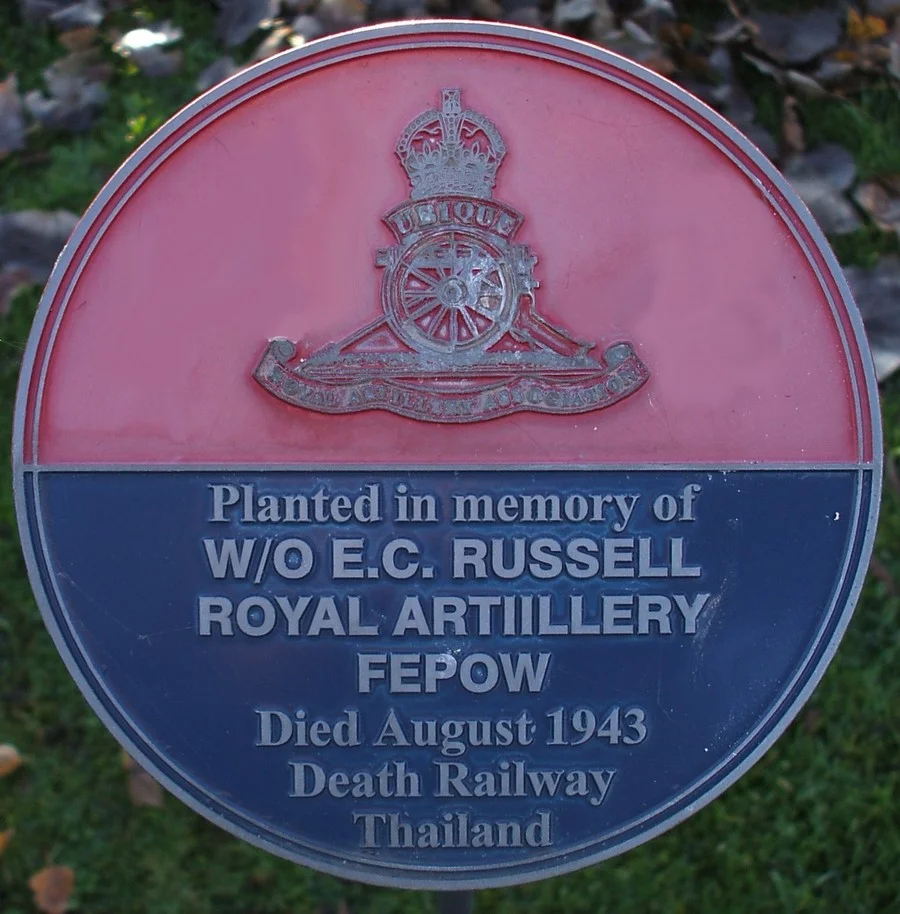 UBIQUE
ROYAL ARTILLERY ASSOCIATION
Planted in memory of
W/O E.C. RUSSELL
ROYAL ARTIILLERY
FEPOW
Died August 1943
Death Railway
Thailand